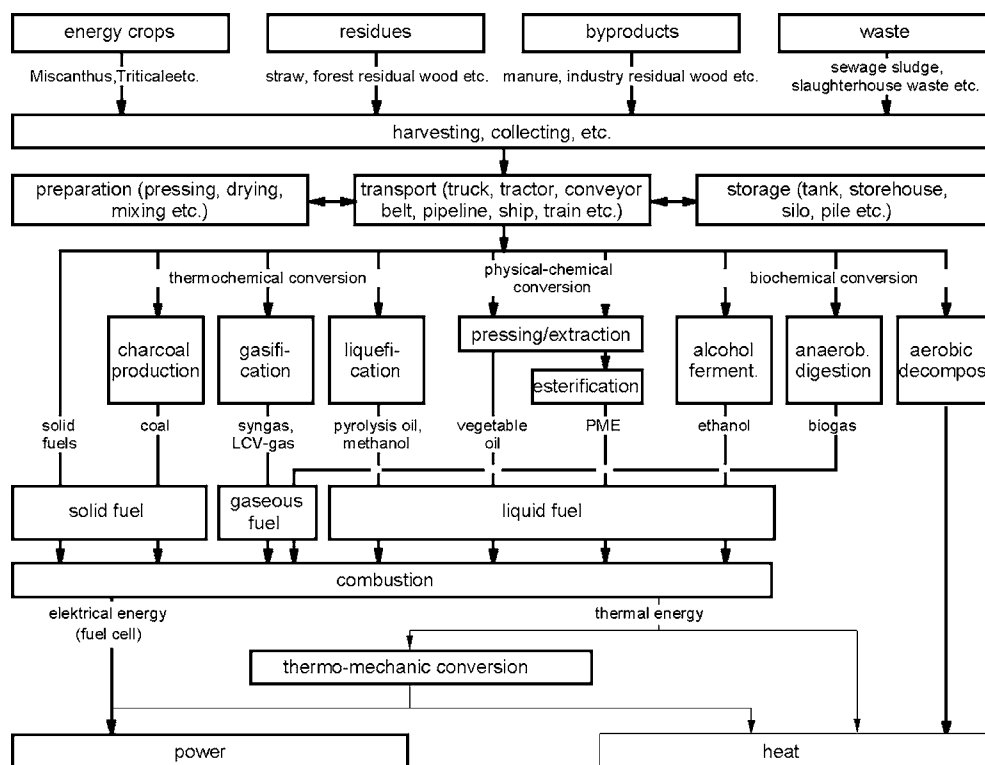 energy crops
residues
byproducts
waste
Miscanthus,Triticaleetc.
straw, forest residual wood etc.
manure, industry residual wood etc.
sewage sludge,
slaughterhouse waste etc.
harvesting, collecting, etc.
preparation (pressing, drying,
mixing etc.)
transport (truck, tractor, conveyor
belt, pipeline, ship, train etc.)
storage (tank, storehouse,
silo, pile etc.)
thermochemical conversion
physical-chemical
conversion
biochemical conversion
charcoal
production
gasifi-
cation
liquefi-
cation
pressing/extraction
esterification
alcohol
ferment.
anaerob.
digestion
aerobic
decompos
solid
fuels
coal
syngas,
LCV-gas
pyrolysis oil,
methanol
vegetable
oil
PME
ethanol
biogas
solid fuel
gaseous
fuel
liquid fuel
combustion
elektrical energy
(fuel cell)
thermal energy
thermo-mechanic conversion
power
heat